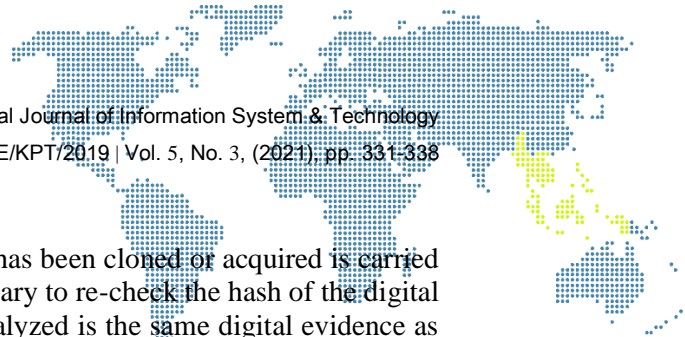 al Journal of Information System & Technology
E/KPT/2019 | Vol. 5, No. 3, (2021), pp. 331-338
has been cloned or acquired is carried
ary to re-check the hash of the digital
alyzed is the same digital evidence as